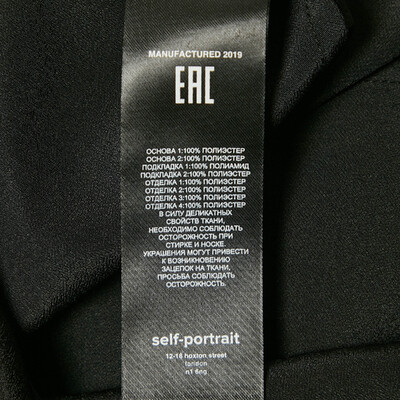 MANUFACTURED 2019
EAC
ОСНОВА 1:100% ПОЛИЭСТЕР
ОСНОВА 2:100% ПОЛИЭСТЕР
ПОДКЛАДКА 1:100% ПОЛИАМИД
ПОДКЛАДКА 2:100% ПОЛИЭСТЕР
ОТДЕЛКА 1:100% ПОЛИЭСТЕР
ОТДЕЛКА 2:100% ПОЛИЭСТЕР
ОТДЕЛКА 3:100% ПОЛИЭСТЕР
ОТДЕЛКА 4:100% ПОЛИЭСТЕР
В СИЛУ ДЕЛИКАТНЫХ
СВОЙСТВ ТКАНИ,
НЕОБХОДИМО СОБЛЮДАТЬ
ОСТОРОЖНОСТЬ ПРИ
СТИРКЕ И НОСКЕ.
УКРАШЕНИЯ МОГУТ ПРИВЕСТИ
К ВОЗНИКНОВЕНИЮ
ЗАЦЕПОК НА ТКАНИ,
ПРОСЬБА СОБЛЮДАТЬ
ОСТОРОЖНОСТЬ.
self-portrait
12-18 hoxton street
london
n1 6ng